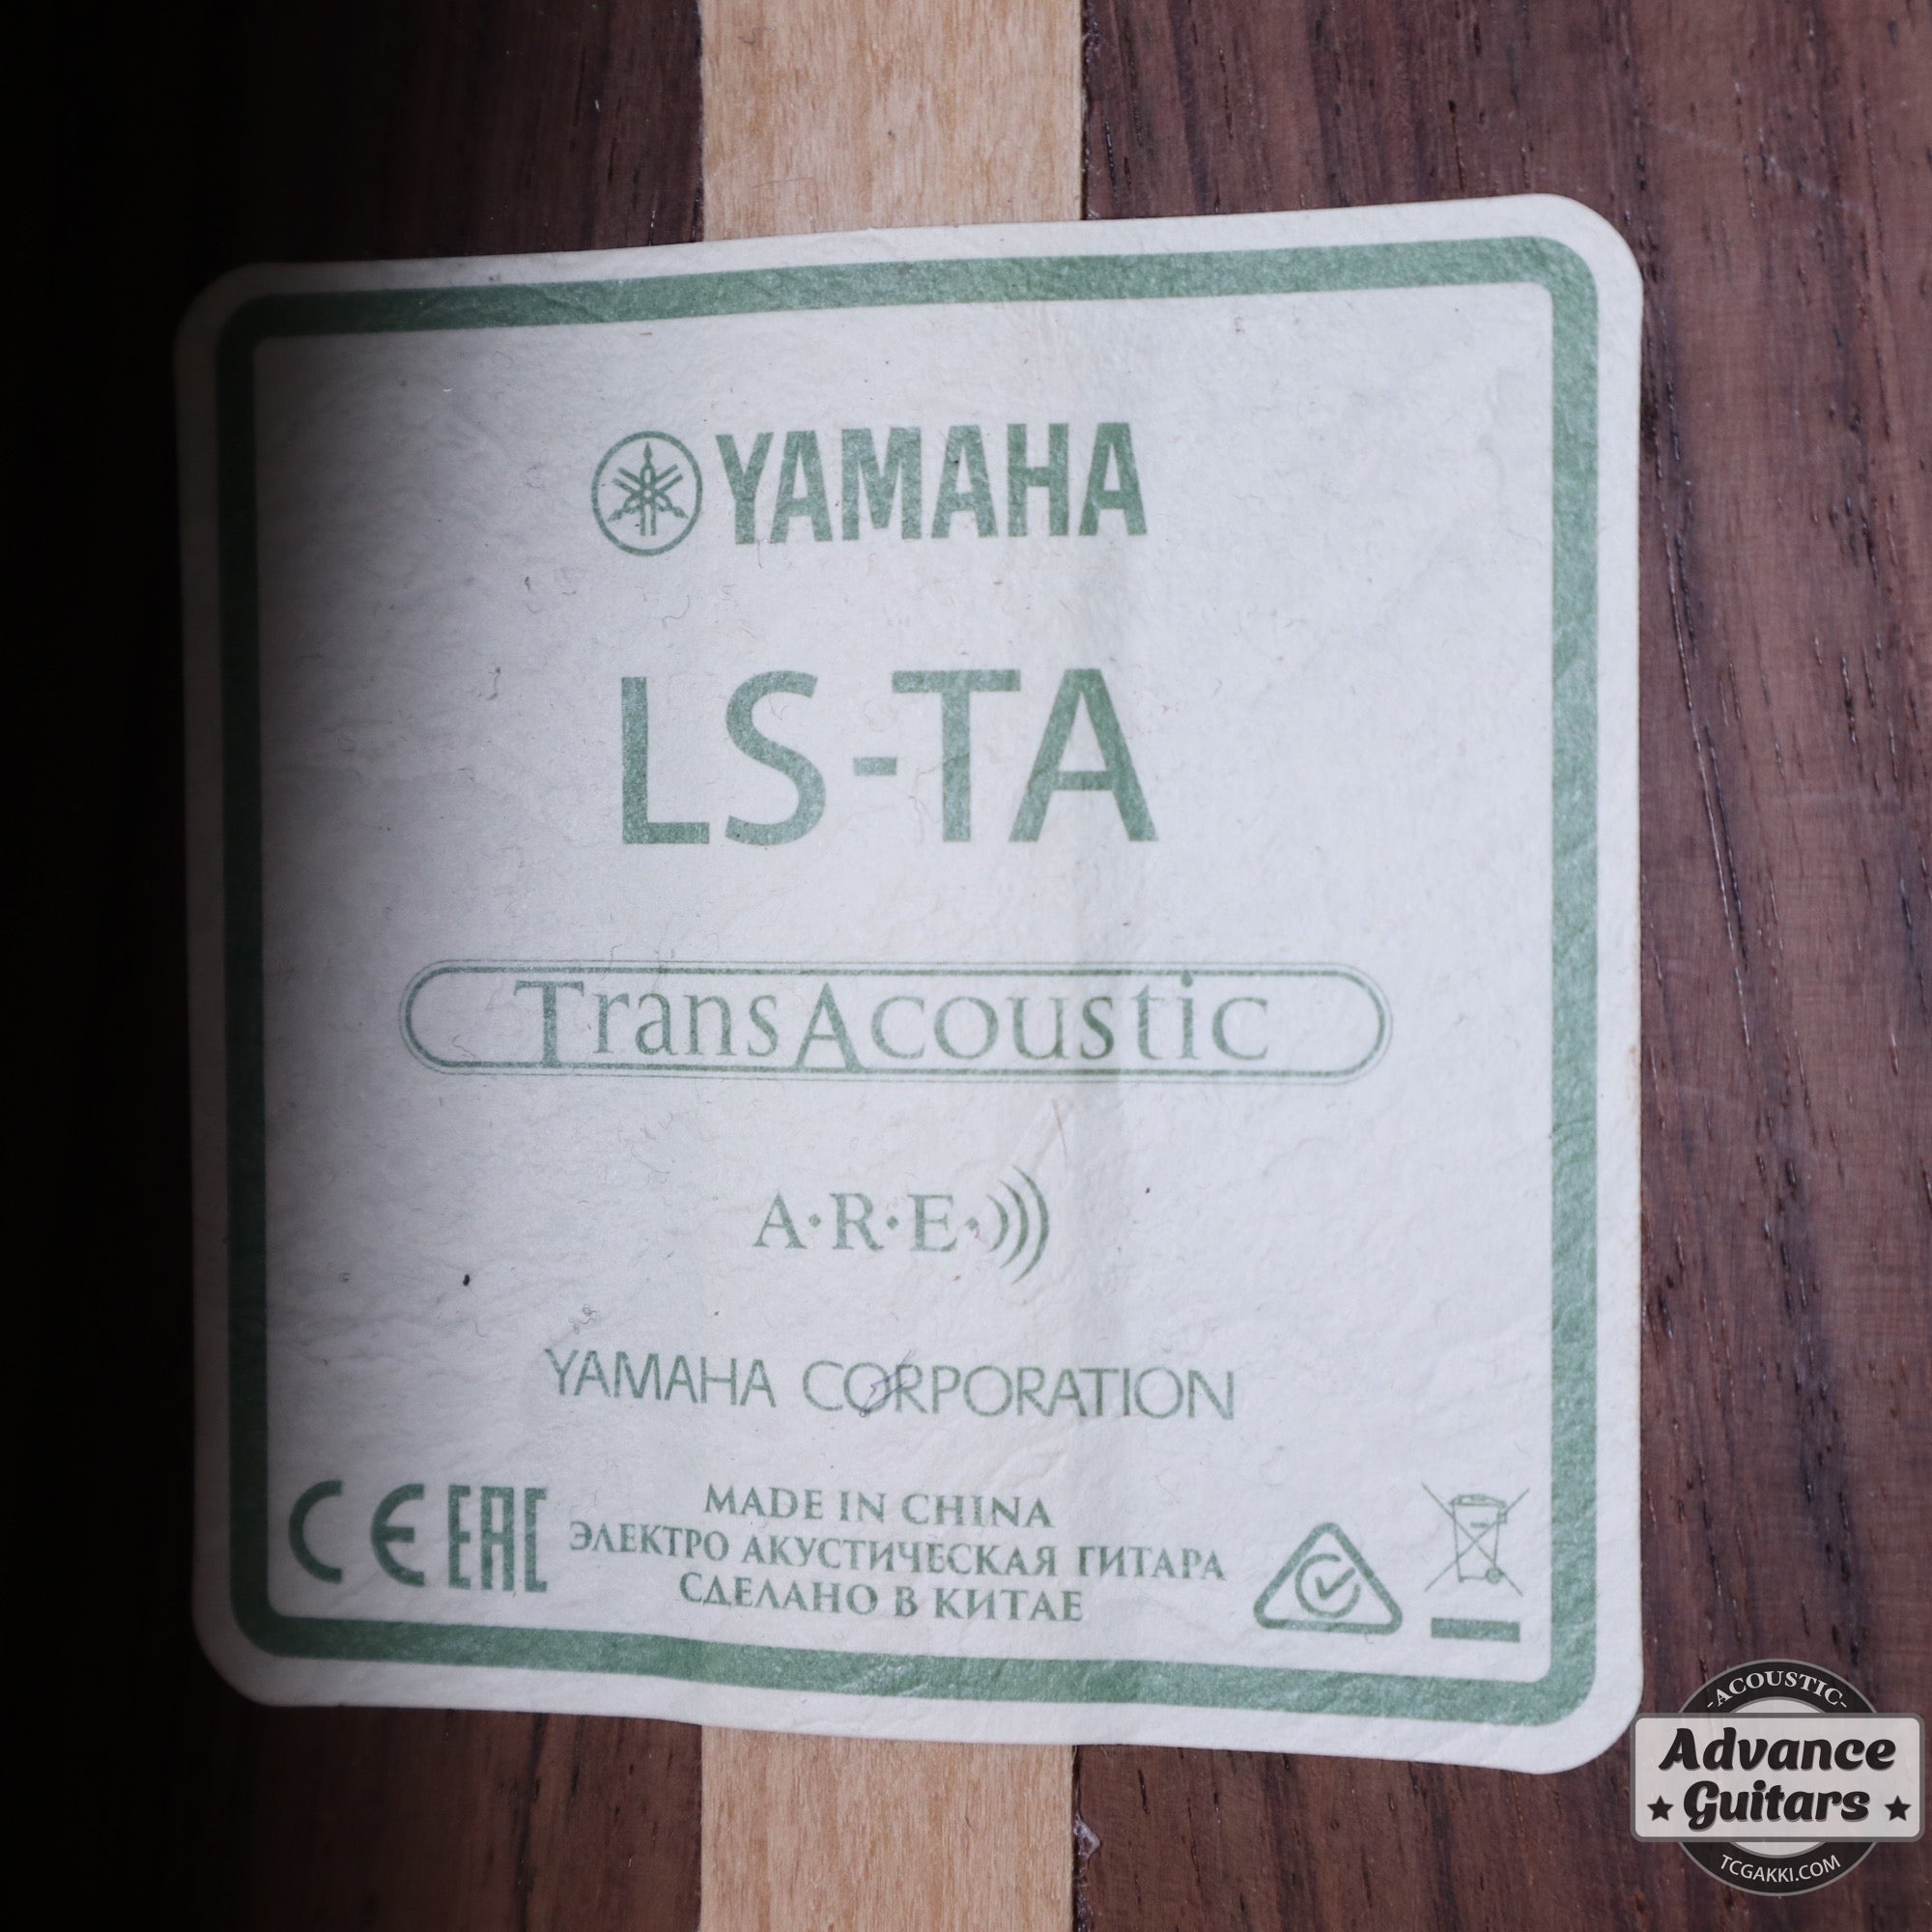 YAMAHA
LS-TA
TransAcoustic
A·R·E·
YAMAHA CORPORATION
CE EAC
MADE IN CHINA
ЭЛЕКТРО АКУСТИЧЕСКАЯ ГИТАРА
СДЕЛАНО В КИТАЕ
-ACOUSTIC-
Advance
Guitars
TCGAKKI.COM